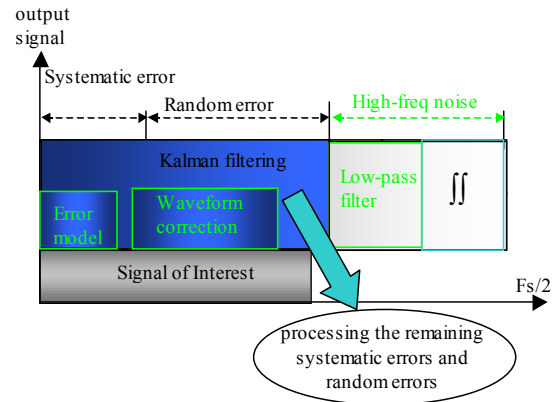 output
signal
Systematic error
Random error
High-freq noise
Kalman filtering
Low-pass
filter
∬
Error
model
Waveform
correction
Signal of Interest
Fs/2
processing the remaining
systematic errors and
random errors